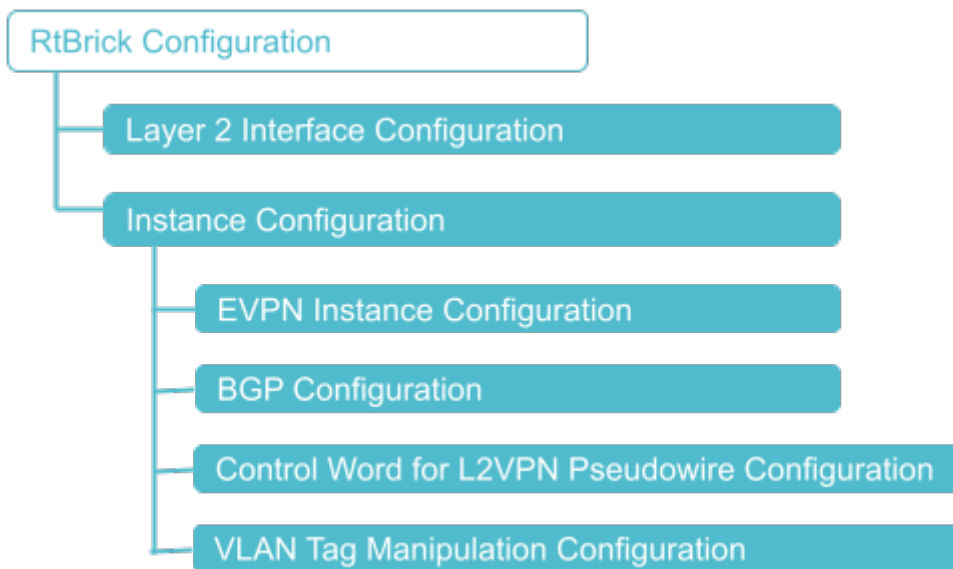 RtBrick Configuration
Layer 2 Interface Configuration
Instance Configuration
EVPN Instance Configuration
BGP Configuration
Control Word for L2VPN Pseudowire Configuration
VLAN Tag Manipulation Configuration